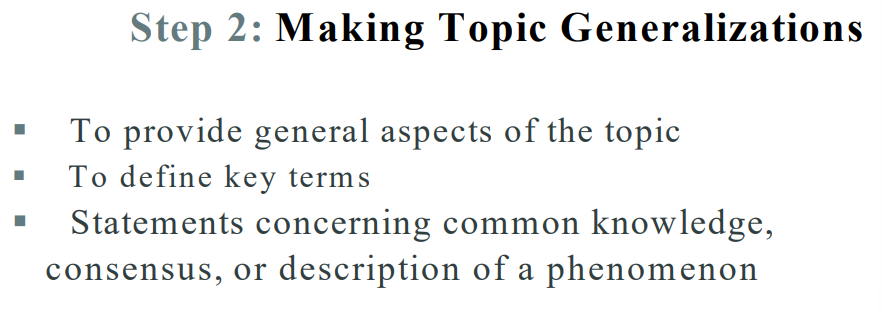 Step 2: Making Topic Generalizations
▪ To provide general aspects of the topic
▪ To define key terms
▪ Statements concerning common knowledge,
consensus, or description of a phenomenon